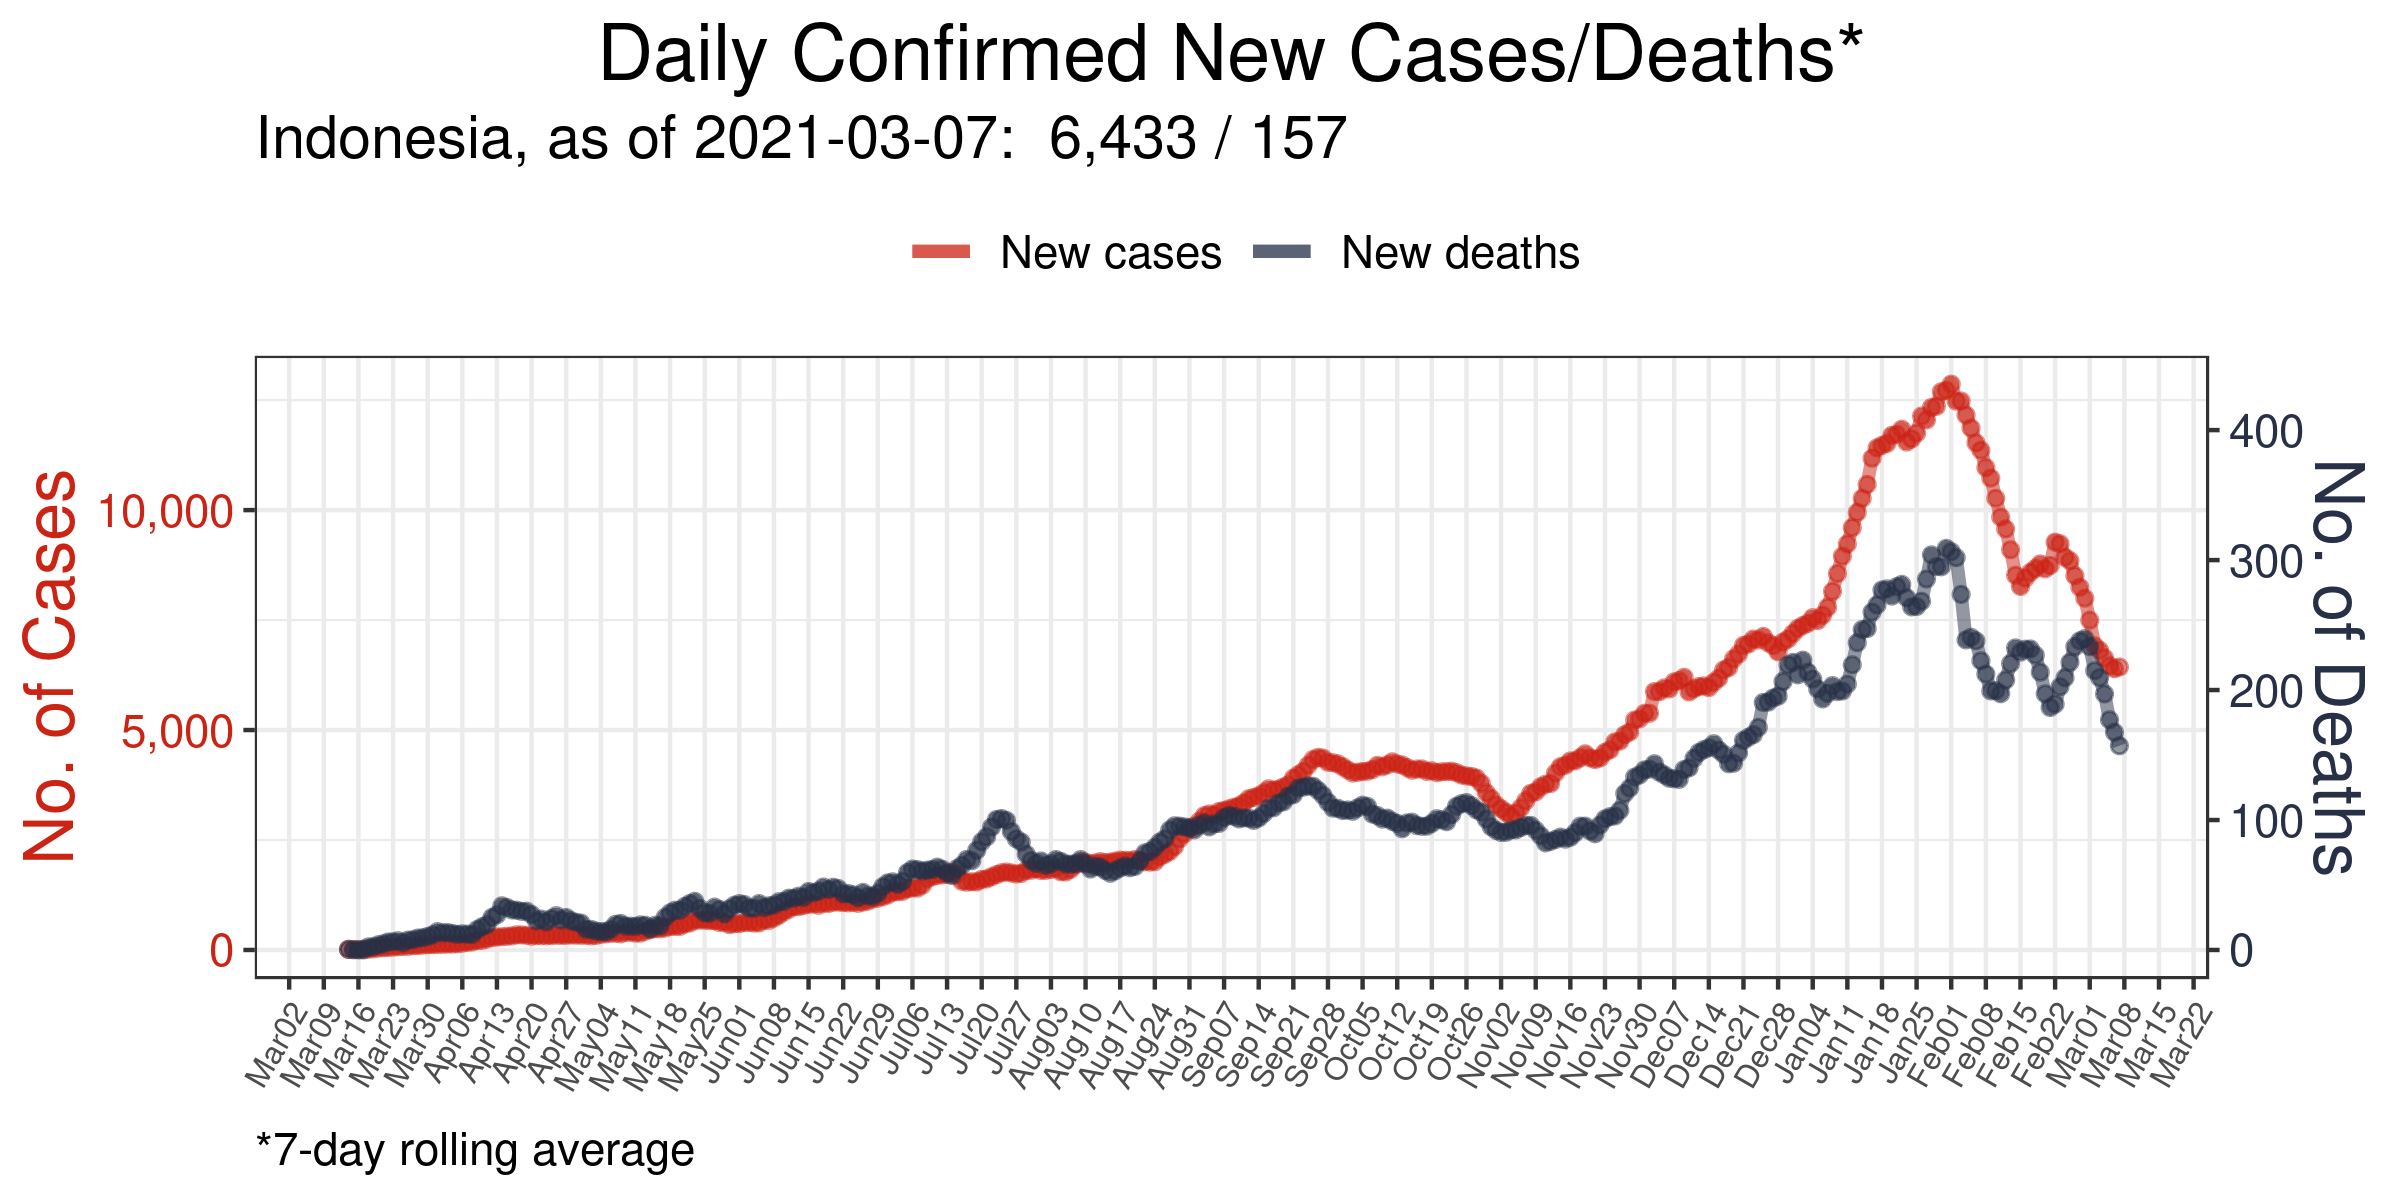 Daily Confirmed New Cases/Deaths*
Indonesia, as of 2021-03-07:  6,433 / 157
New cases
New deaths
No. of Cases
10,000
5,000
0
400
300
200
100
0
No. of Deaths
Mar02
Mar09
Mar16
Mar23
Mar30
Apr06
Apr13
Apr20
Apr27
May04
May11
May18
May25
Jun01
Jun08
Jun15
Jun22
Jun29
Jul06
Jul13
Jul20
Jul27
Aug03
Aug10
Aug17
Aug24
Aug31
Sep07
Sep14
Sep21
Sep28
Oct05
Oct12
Oct19
Oct26
Nov02
Nov09
Nov16
Nov23
Nov30
Dec07
Dec14
Dec21
Dec28
Jan04
Jan11
Jan18
Jan25
Feb01
Feb08
Feb15
Feb22
Mar01
Mar08
Mar15
Mar22
*7-day rolling average